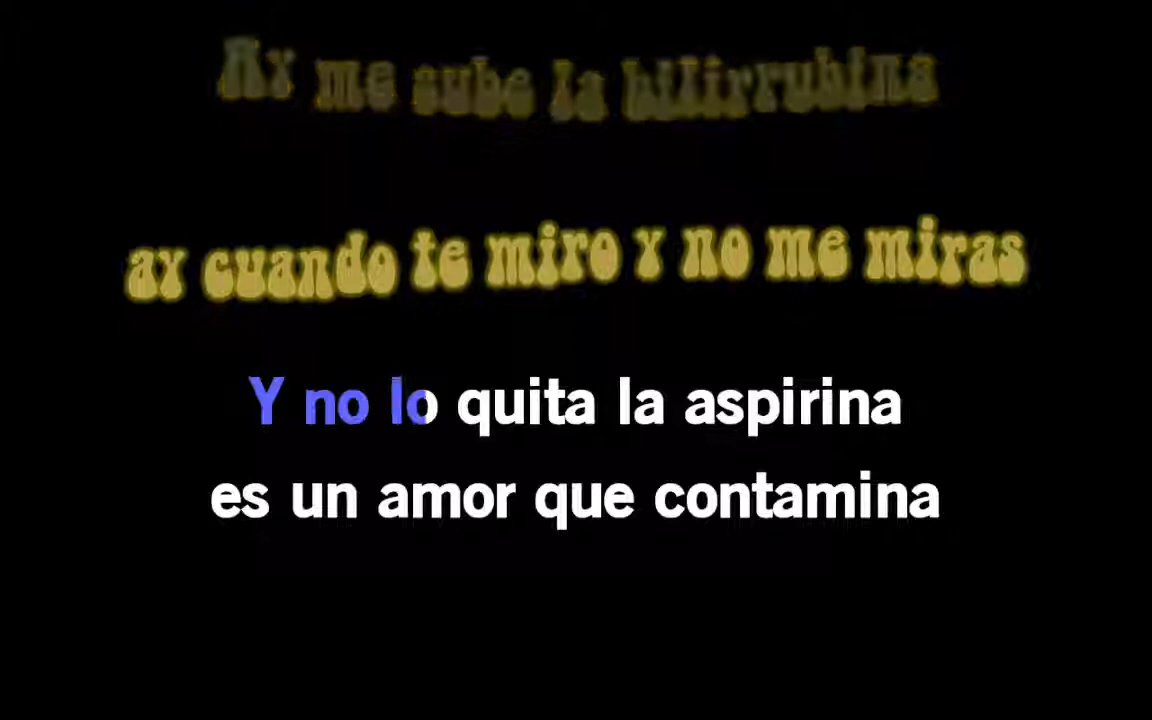 Ay me sube la bilirrubina
ay cuando te miro y no me miras
Y no lo quita la aspirina
es un amor que contamina